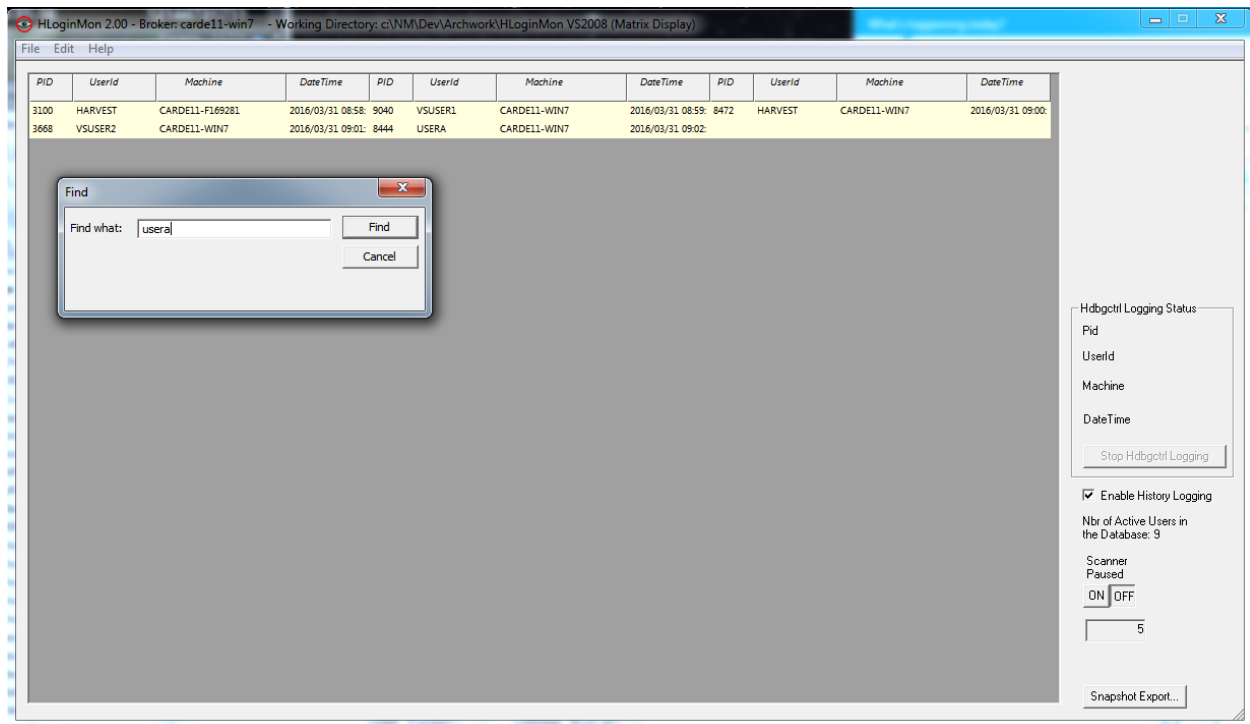 HLoginMon 2.00 - Broker: carde11-win7 - Working Directory: c:\NM\Dev\Archwork\HLoginMon VS2008 (Matrix Display)
File Edit Help
PID UserId Machine DateTime PID UserId Machine DateTime PID UserId Machine DateTime
3100 HARVEST CARDE11-F169281 2016/03/31 08:58: 9040 VSUSER1 CARDE11-WIN7 2016/03/31 08:59: 8472 HARVEST CARDE11-WIN7 2016/03/31 09:00:
3668 VSUSER2 CARDE11-WIN7 2016/03/31 09:01: 8444 USERA CARDE11-WIN7 2016/03/31 09:02:
Find
Find what: usera Find
Cancel
Hdbgctrl Logging Status
Pid
UserId
Machine
DateTime
Stop Hdbgctrl Logging
Enable History Logging
Nbr of Active Users in
the Database: 9
Scanner
Paused
ON OFF
5
Snapshot Export...